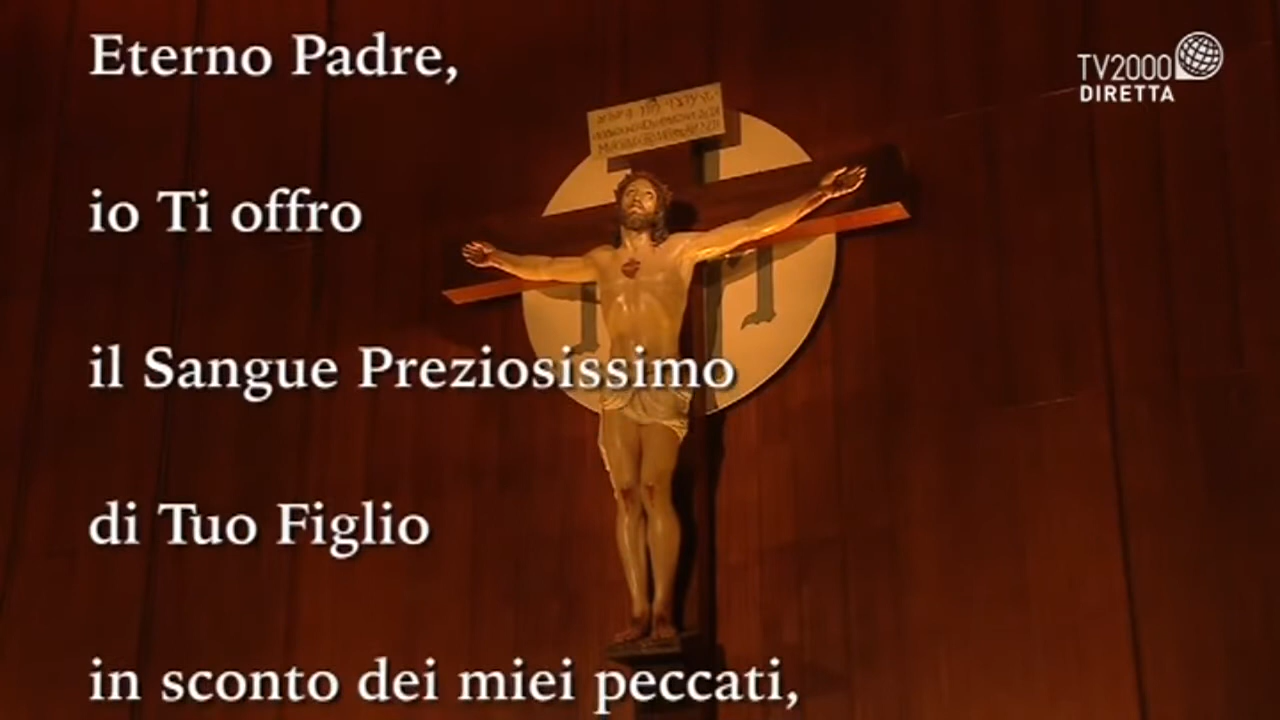 Eterno Padre,
TV2000
DIRETTA
io Ti offro
il Sangue Preziosissimo
di Tuo Figlio
in sconto dei miei peccati,